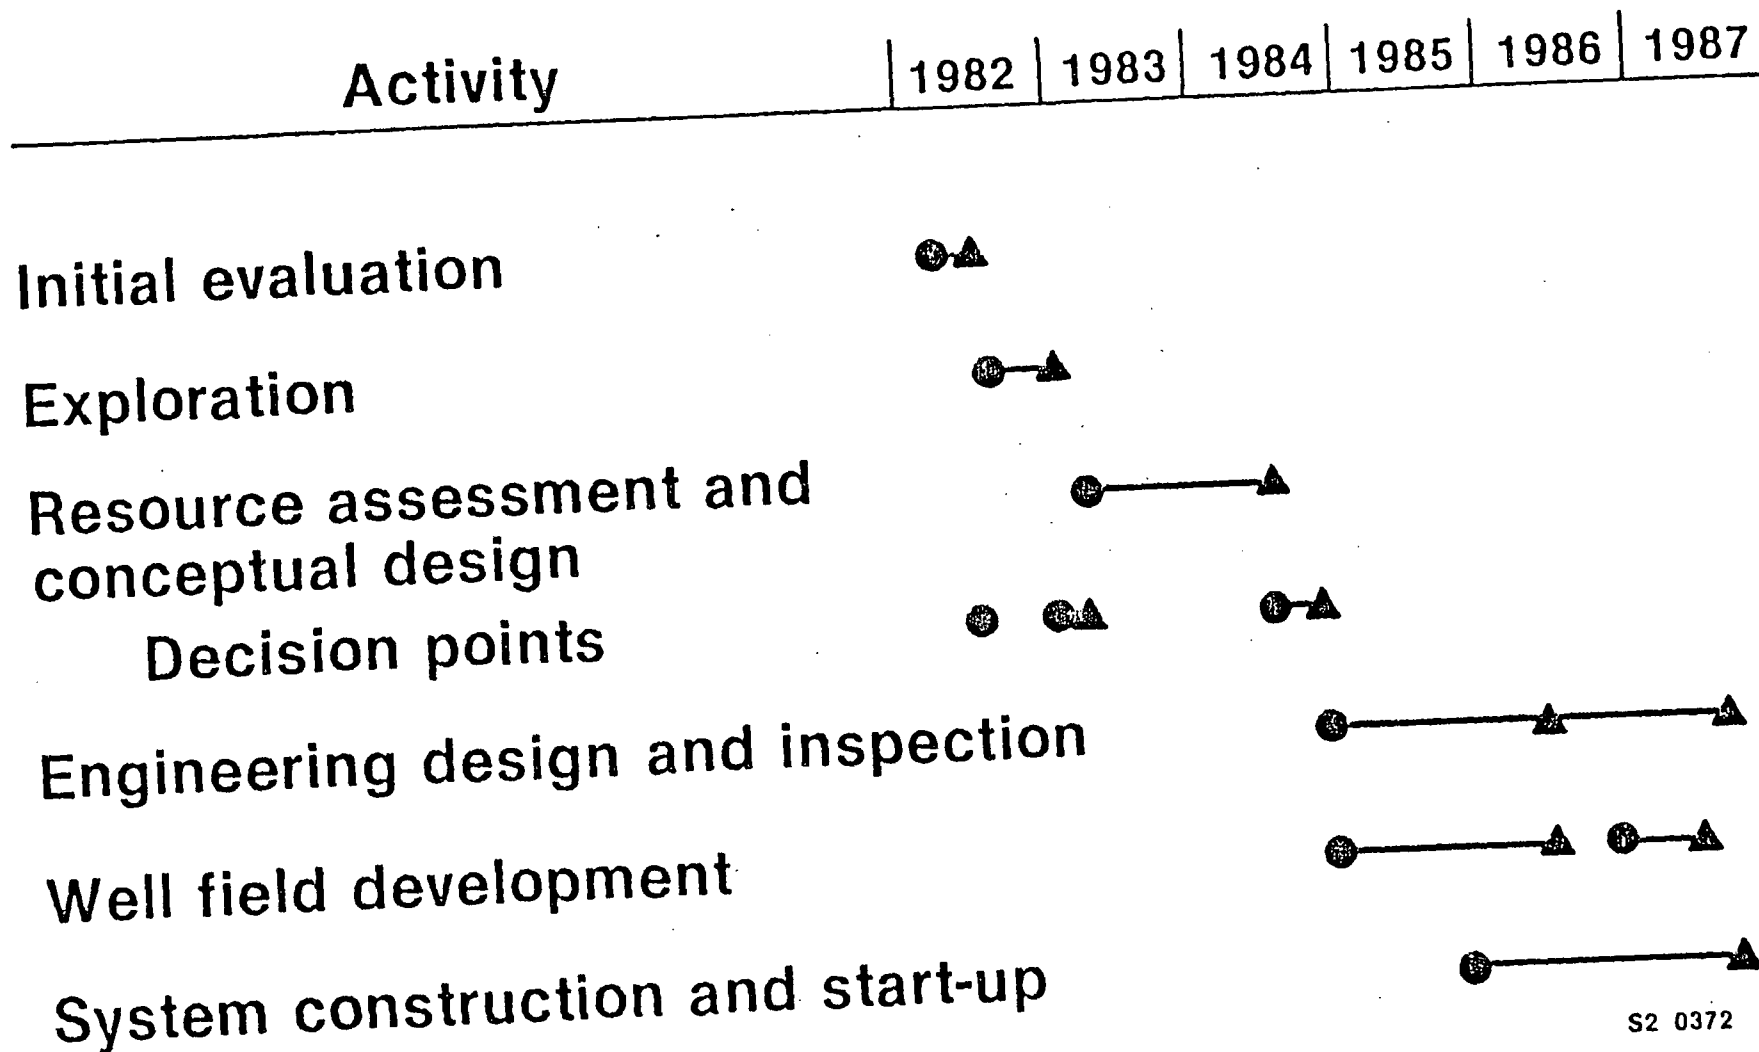 Activity 1982 1983 1984 1985 1986 1987
Initial evaluation
Exploration
Resource assessment and
conceptual design
Decision points
Engineering design and inspection
Well field development
System construction and start-up
S2 0372